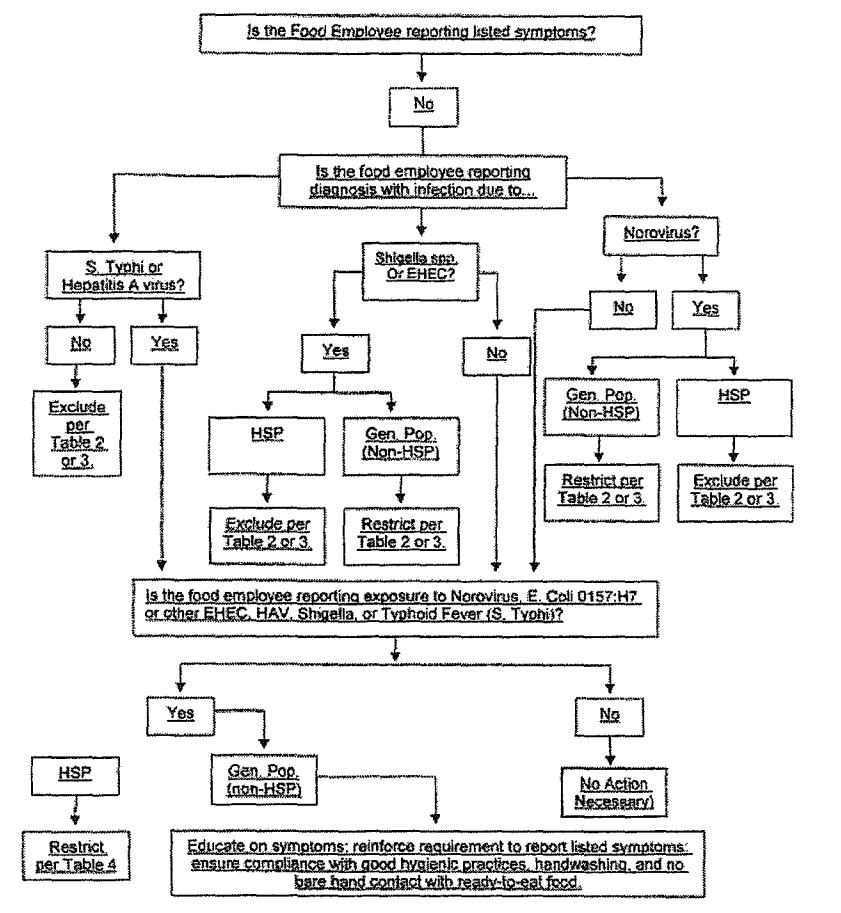 Is the Food Employee reporting listed symptoms?
No
Is the food employee reporting
diagnosis with infection due to...
S. Typhi or
Hepatitis A virus?
No
Yes
Exclude
per
Table 2
or 3.
Shigella spp.
Or EHEC?
Yes
No
HSP
Gen. Pop.
(Non-HSP)
Exclude per
Table 2 or 3.
Restrict per
Table 2 or 3.
Norovirus?
No
Yes
Gen. Pop.
(Non-HSP)
HSP
Restrict per
Table 2 or 3.
Exclude per
Table 2 or 3.
Is the food employee reporting exposure to Norovirus, E. Coli 0157:H7
or other EHEC, HAV, Shigella, or Typhoid Fever (S. Typhi)?
Yes
No
HSP
Gen. Pop.
(non-HSP)
No Action
Necessary)
Restrict
per Table 4
Educate on symptoms; reinforce requirement to report listed symptoms;
ensure compliance with good hygienic practices, handwashing, and no
bare hand contact with ready-to-eat food.